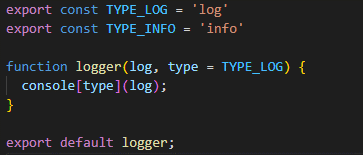 export const TYPE_LOG = 'log'
export const TYPE_INFO = 'info'

function logger(log, type = TYPE_LOG) {
  console[type](log);
}

export default logger;